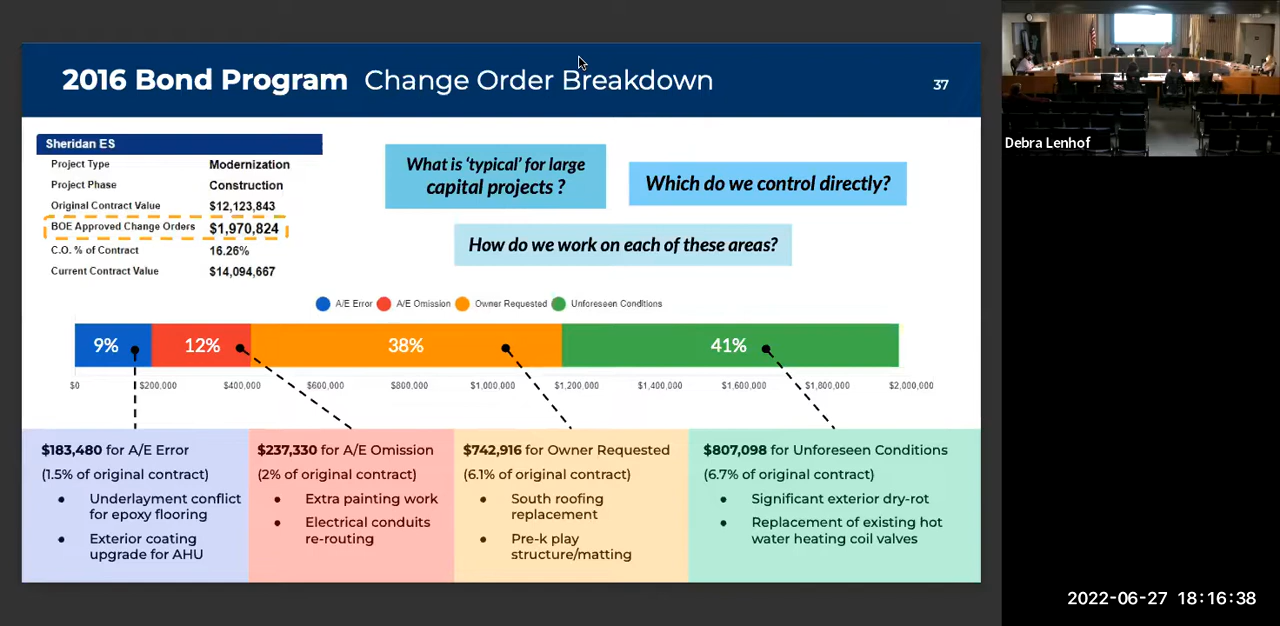 2016 Bond Program Change Order Breakdown 37
Debra Lenhof
Sheridan ES
Project Type Modernization
Project Phase Construction
Original Contract Value $12,123,843
BOE Approved Change Orders $1,970,824
C.O. % of Contract 16.26%
Current Contract Value $14,094,667
What is ‘typical’ for large
capital projects ?
Which do we control directly?
How do we work on each of these areas?
A/E Error A/E Omission Owner Requested Unforeseen Conditions
9% 12% 38% 41%
$0 $200,000 $400,000 $600,000 $800,000 $1,000,000 $1,200,000 $1,400,000 $1,600,000 $1,800,000 $2,000,000
$183,480 for A/E Error
(1.5% of original contract)
● Underlayment conflict
for epoxy flooring
● Exterior coating
upgrade for AHU
$237,330 for A/E Omission
(2% of original contract)
● Extra painting work
● Electrical conduits
re-routing
$742,916 for Owner Requested
(6.1% of original contract)
● South roofing
replacement
● Pre-k play
structure/matting
$807,098 for Unforeseen Conditions
(6.7% of original contract)
● Significant exterior dry-rot
● Replacement of existing hot
water heating coil valves
2022-06-27 18:16:38